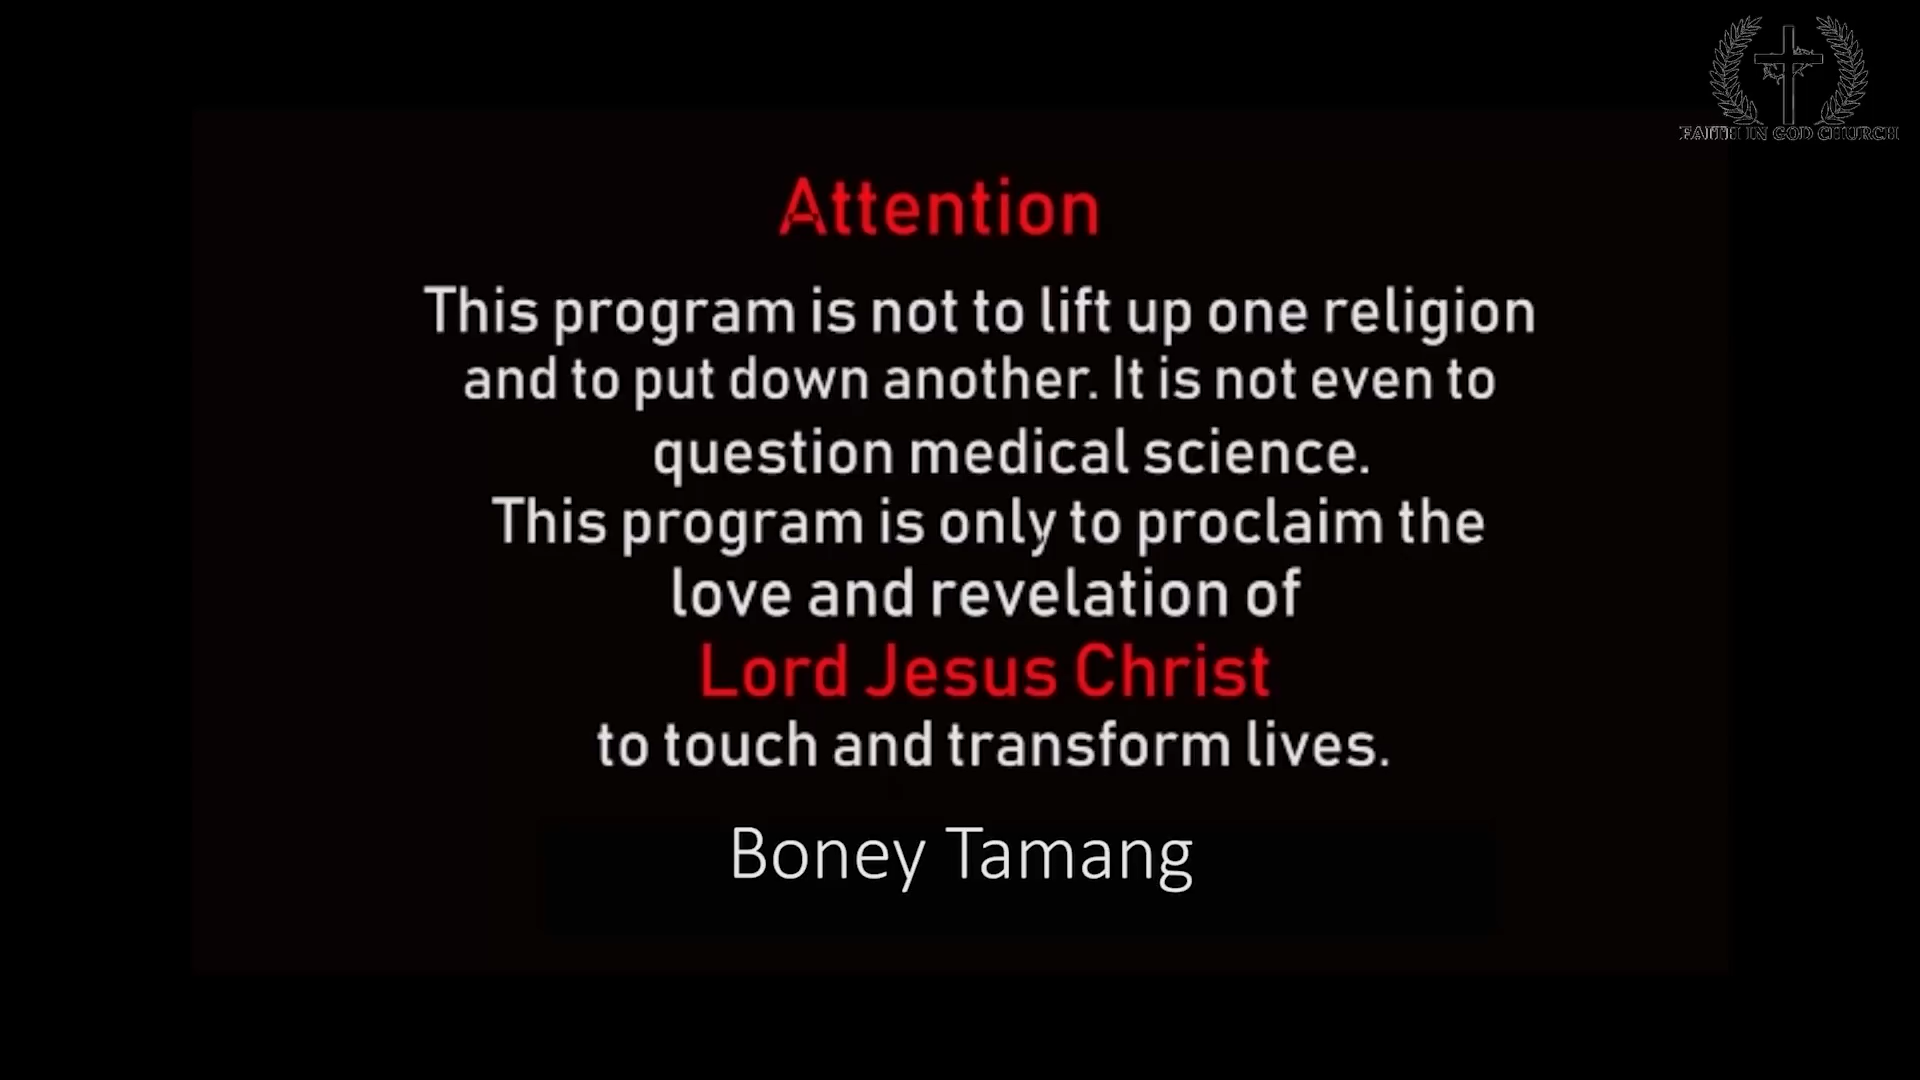 FAITH IN GOD CHURCH
Attention
This program is not to lift up one religion
and to put down another. It is not even to
question medical science.
This program is only to proclaim the
love and revelation of
Lord Jesus Christ
to touch and transform lives.
Boney Tamang